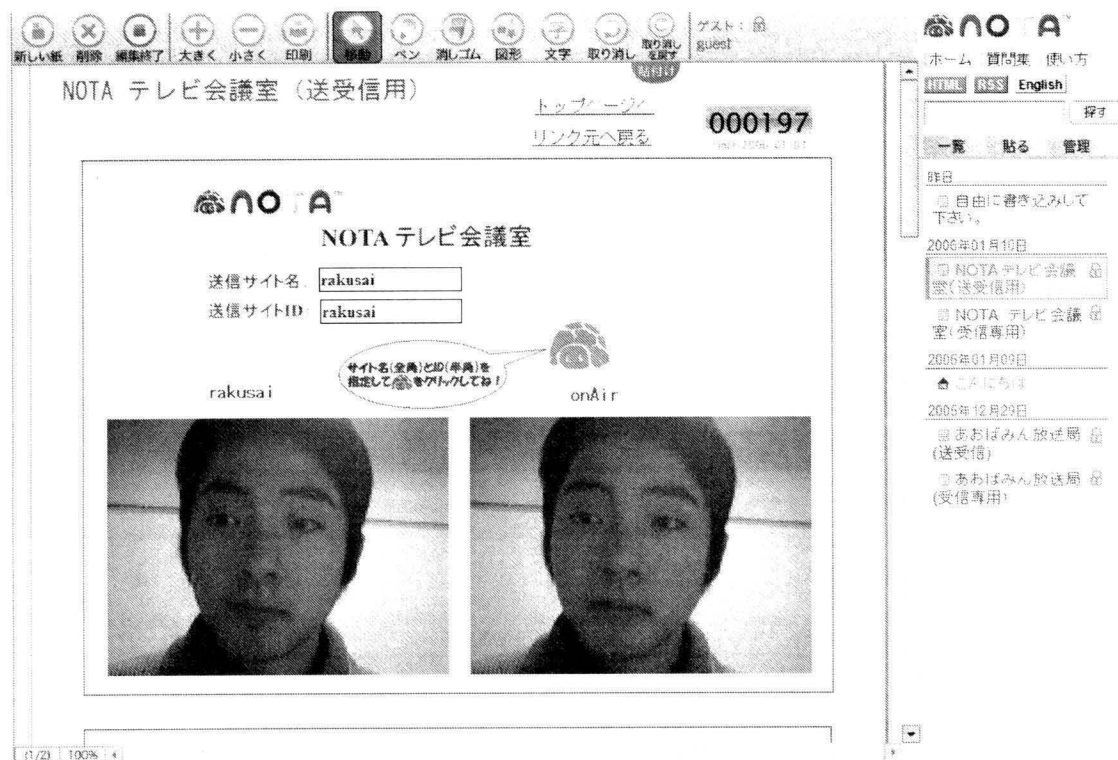 新しい紙 削除 編集終了 大きく 小さく 印刷 移動 ペン 消しゴム 図形 文字 取り消し 取り消しを戻す
ゲスト：
guest
NOTA
ホーム 質問集 使い方
HTML RSS English
探す
一覧 貼る 管理
昨日
自由に書き込みして
下さい。
2006年01月10日
NOTA テレビ会議
室(送受信用)
NOTA テレビ会議
室(受信専用)
2006年01月09日
こんにちは
2005年12月29日
あおばみん放送局
(送受信)
あおばみん放送局
(受信専用)
NOTA テレビ会議室 (送受信用)
トップページへ
リンク元へ戻る
000197
NOTA
NOTA テレビ会議室
送信サイト名 rakusai
送信サイトID rakusai
サイト名(全角)とID(半角)を
指定して をクリックしてね！
rakusai
onAir
(1/2) 100%